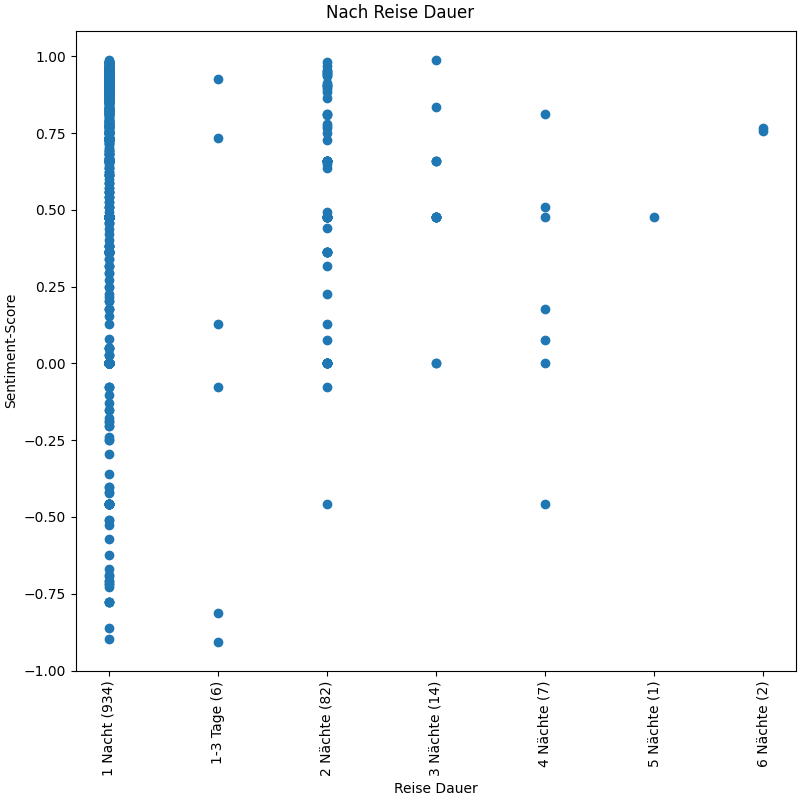 Nach Reise Dauer
1.00
0.75
0.50
0.25
0.00
−0.25
−0.50
−0.75
−1.00
Sentiment-Score
1 Nacht (934)
1-3 Tage (6)
2 Nächte (82)
3 Nächte (14)
4 Nächte (7)
5 Nächte (1)
6 Nächte (2)
Reise Dauer